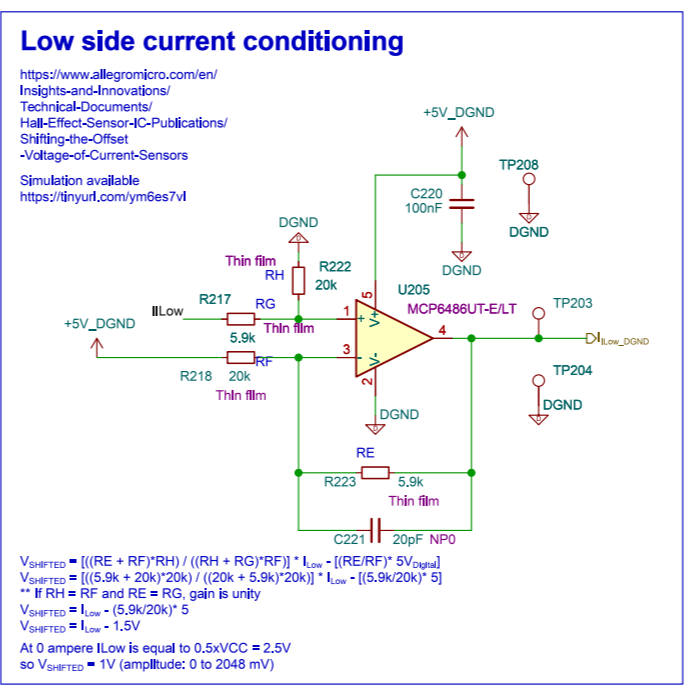 Low side current conditioning
https://www.allegromicro.com/en/
Insights-and-Innovations/
Technical-Documents/
Hall-Effect-Sensor-IC-Publications/
Shifting-the-Offset
-Voltage-of-Current-Sensors
Simulation available
https://tinyurl.com/ym6es7vl
+5V_DGND
C220
100nF
DGND
TP208
DGND
DGND
Thin film
RH
R222
20k
U205
MCP6486UT-E/LT
IILow
R217
RG
5.9k
Thin film
1
+
5
V+
3
-
V-
2
4
TP203
IILow_DGND
+5V_DGND
R218
20k
RF
Thin film
DGND
TP204
DGND
RE
R223
5.9k
Thin film
C221
20pF
NP0
VSHIFTED = [((RE + RF)*RH) / ((RH + RG)*RF)] * ILow - [(RE/RF)* 5VDigital]
VSHIFTED = [((5.9k + 20k)*20k) / ((20k + 5.9k)*20k)] * ILow - [(5.9k/20k)* 5]
** If RH = RF and RE = RG, gain is unity
VSHIFTED = ILow - (5.9k/20k)* 5
VSHIFTED = ILow - 1.5V
At 0 ampere ILow is equal to 0.5xVCC = 2.5V
so VSHIFTED = 1V (amplitude: 0 to 2048 mV)